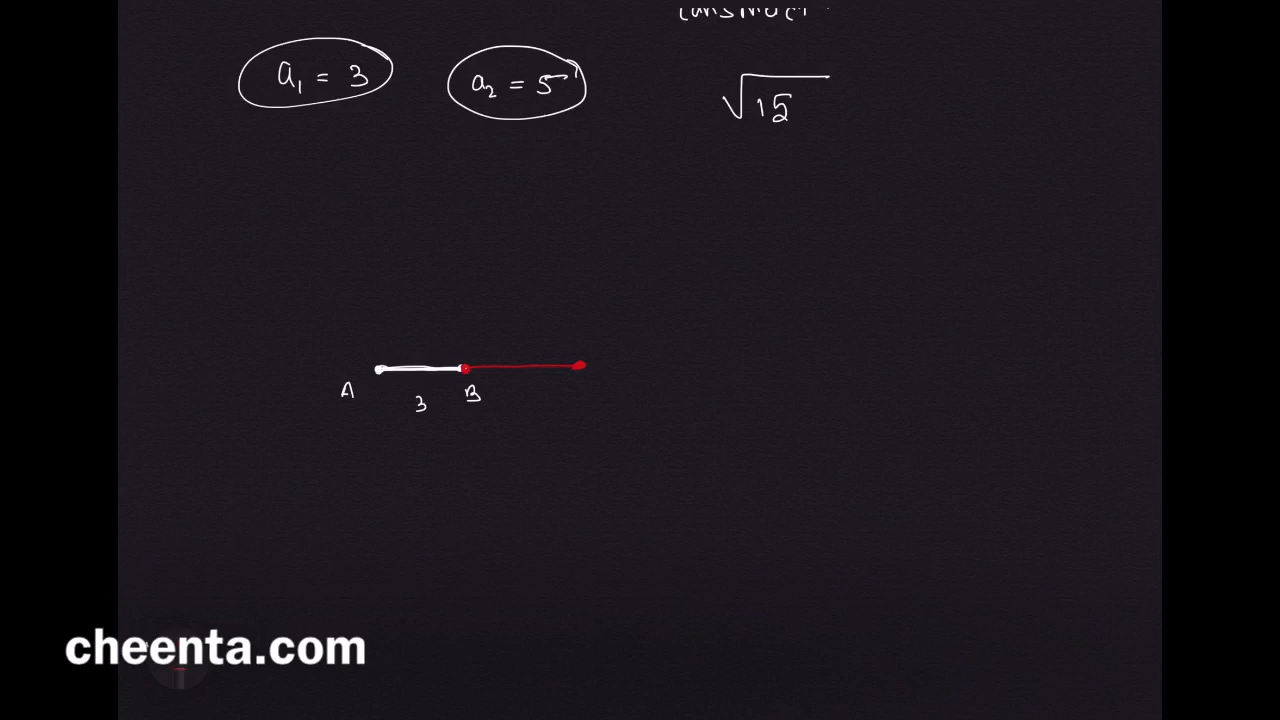 a₁ = 3 a₂ = 5 √15
A 3 B
cheenta.com